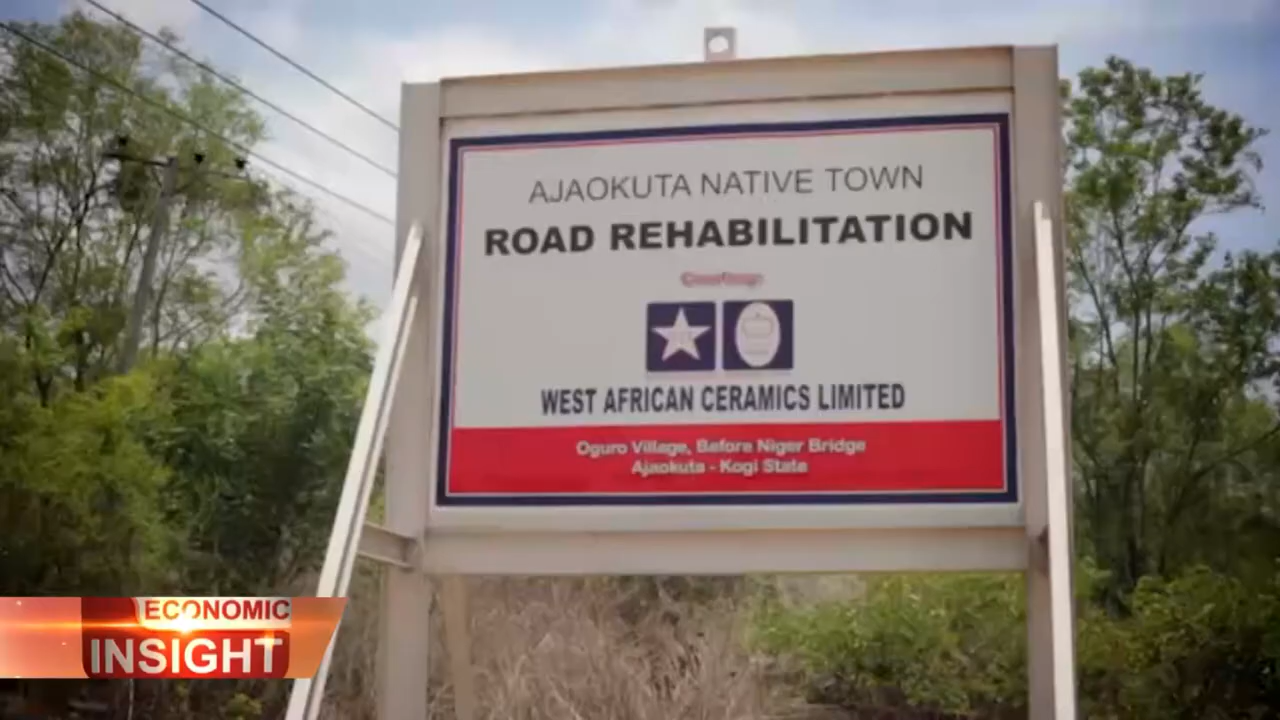 AJAOKUTA NATIVE TOWN
ROAD REHABILITATION
WEST AFRICAN CERAMICS LIMITED
Oguro Village, Before Niger Bridge
Ajaokuta - Kogi State
ECONOMIC
INSIGHT